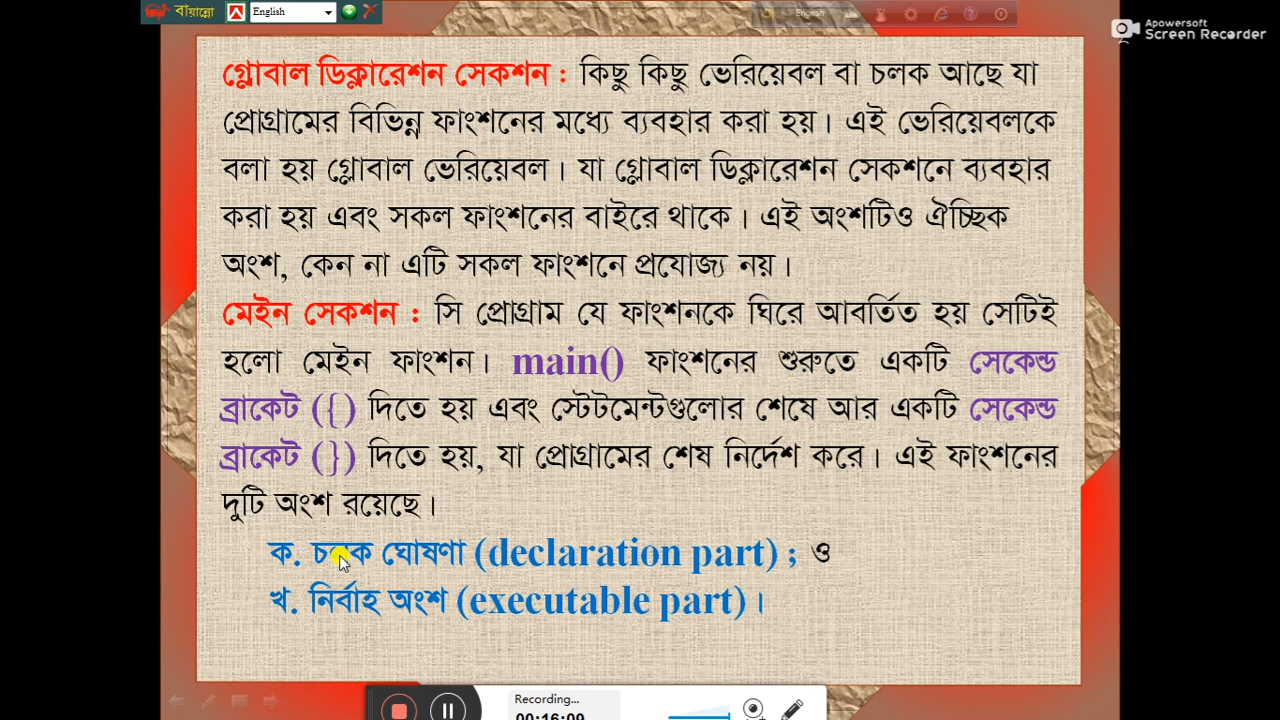 বায়ান্নো
English
English
Apowersoft
Screen Recorder
গ্লোবাল ডিক্লারেশন সেকশন : কিছু কিছু ভেরিয়েবল বা চলক আছে যা
প্রোগ্রামের বিভিন্ন ফাংশনের মধ্যে ব্যবহার করা হয়। এই ভেরিয়েবলকে
বলা হয় গ্লোবাল ভেরিয়েবল। যা গ্লোবাল ডিক্লারেশন সেকশনে ব্যবহার
করা হয় এবং সকল ফাংশনের বাইরে থাকে। এই অংশটিও ঐচ্ছিক
অংশ, কেন না এটি সকল ফাংশনে প্রযোজ্য নয়।
মেইন সেকশন : সি প্রোগ্রাম যে ফাংশনকে ঘিরে আবর্তিত হয় সেটিই
হলো মেইন ফাংশন। main() ফাংশনের শুরুতে একটি সেকেন্ড
ব্রাকেট ({) দিতে হয় এবং স্টেটমেন্টগুলোর শেষে আর একটি সেকেন্ড
ব্রাকেট (}) দিতে হয়, যা প্রোগ্রামের শেষ নির্দেশ করে। এই ফাংশনের
দুটি অংশ রয়েছে।
ক. চলক ঘোষণা (declaration part) ; ও
খ. নির্বাহ অংশ (executable part)।
Recording...
00:16:09